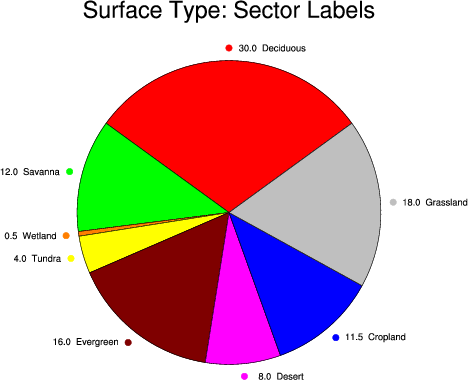 Surface Type: Sector Labels
30.0 Deciduous
12.0 Savanna
18.0 Grassland
0.5 Wetland
4.0 Tundra
16.0 Evergreen
11.5 Cropland
8.0 Desert